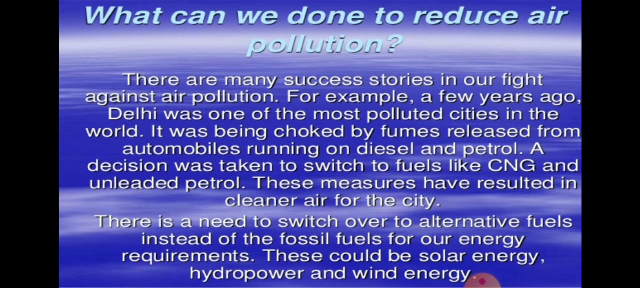 What can we done to reduce air
pollution?
There are many success stories in our fight
against air pollution. For example, a few years ago,
Delhi was one of the most polluted cities in the
world. It was being choked by fumes released from
automobiles running on diesel and petrol. A
decision was taken to switch to fuels like CNG and
unleaded petrol. These measures have resulted in
cleaner air for the city.
There is a need to switch over to alternative fuels
instead of the fossil fuels for our energy
requirements. These could be solar energy,
hydropower and wind energy.